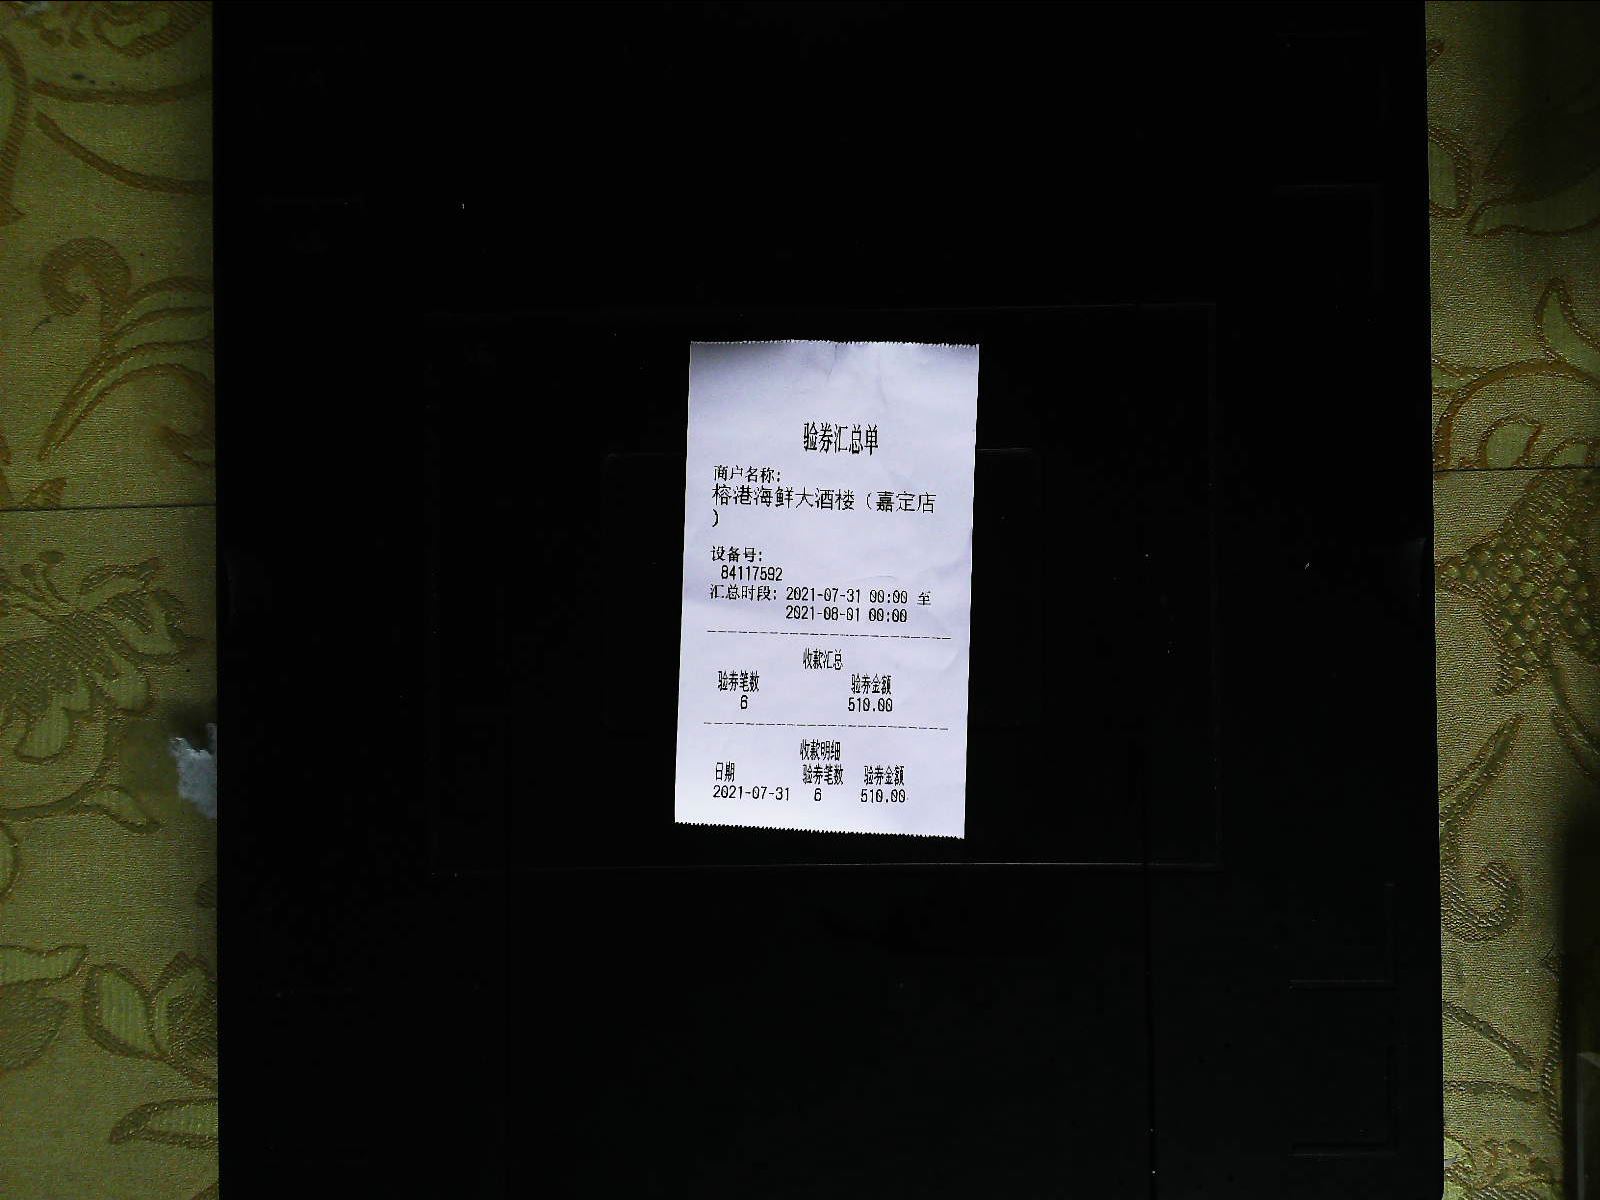 验券汇总单
商户名称:
榕港海鲜大酒楼（嘉定店
）
设备号:
84117592
汇总时段: 2021-07-31 00:00 至
2021-08-01 00:00
收款汇总
验券笔数 验券金额
6 510.00
收款明细
日期 验券笔数 验券金额
2021-07-31 6 510.00